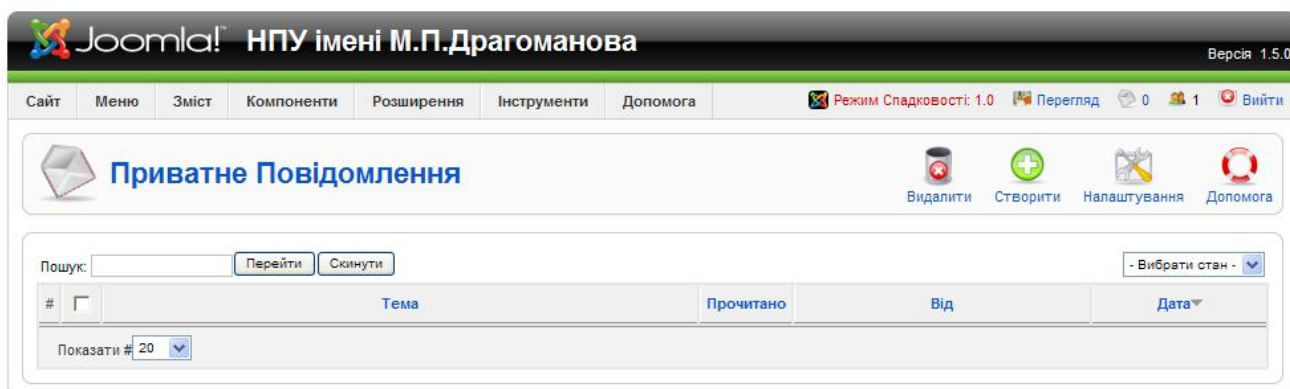 Joomla!™ НПУ імені М.П.Драгоманова
Версія 1.5.0
Сайт Меню Зміст Компоненти Розширення Інструменти Допомога Режим Спадковості: 1.0 Перегляд 0 1 Вийти
Приватне Повідомлення
Видалити Створити Налаштування Допомога
Пошук: Перейти Скинути - Вибрати стан -
# Тема Прочитано Від Дата
Показати # 20